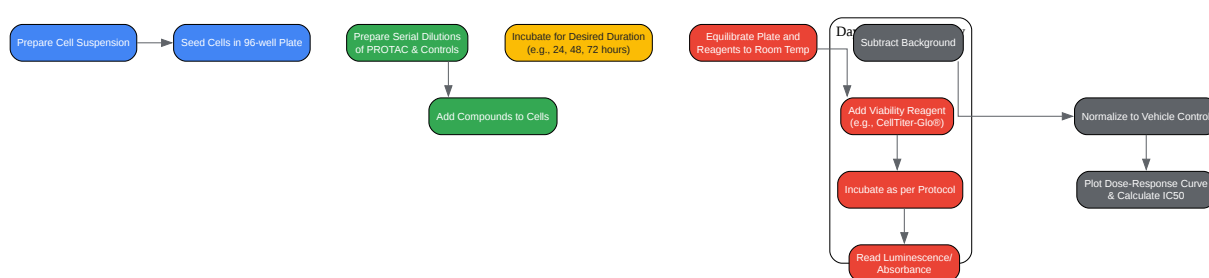 Prepare Cell Suspension
Seed Cells in 96-well Plate
Prepare Serial Dilutions
of PROTAC & Controls
Add Compounds to Cells
Incubate for Desired Duration
(e.g., 24, 48, 72 hours)
Equilibrate Plate and
Reagents to Room Temp
Subtract Background
Add Viability Reagent
(e.g., CellTiter-Glo®)
Incubate as per Protocol
Read Luminescence/
Absorbance
Normalize to Vehicle Control
Plot Dose-Response Curve
& Calculate IC50